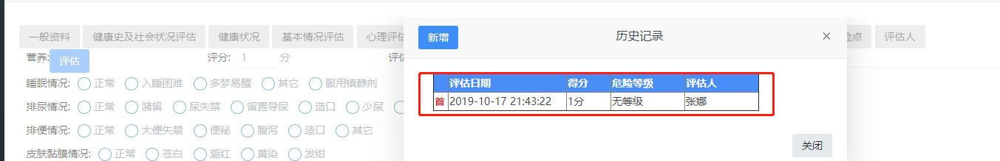 一般资料 健康史及社会状况评估 健康状况 基本情况评估 心理评估
险点 评估人
营养: 评估 评分: 1 分 评估
睡眠情况: 正常 入睡困难 多梦易醒 其它 服用镇静剂
排尿情况: 正常 潴留 尿失禁 留置导尿 造口 少尿
排便情况: 正常 大便失禁 便秘 腹泻 造口 其它
皮肤黏膜情况: 正常 苍白 潮红 黄染 发绀
新增 历史记录 ×
评估日期 得分 危险等级 评估人
首 2019-10-17 21:43:22 1分 无等级 张娜
关闭